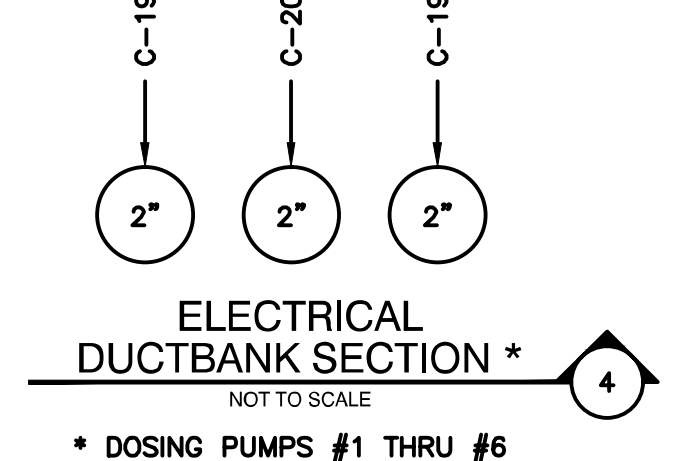 2" 2" 2"
ELECTRICAL
DUCTBANK SECTION *
4
NOT TO SCALE
* DOSING PUMPS #1 THRU #6